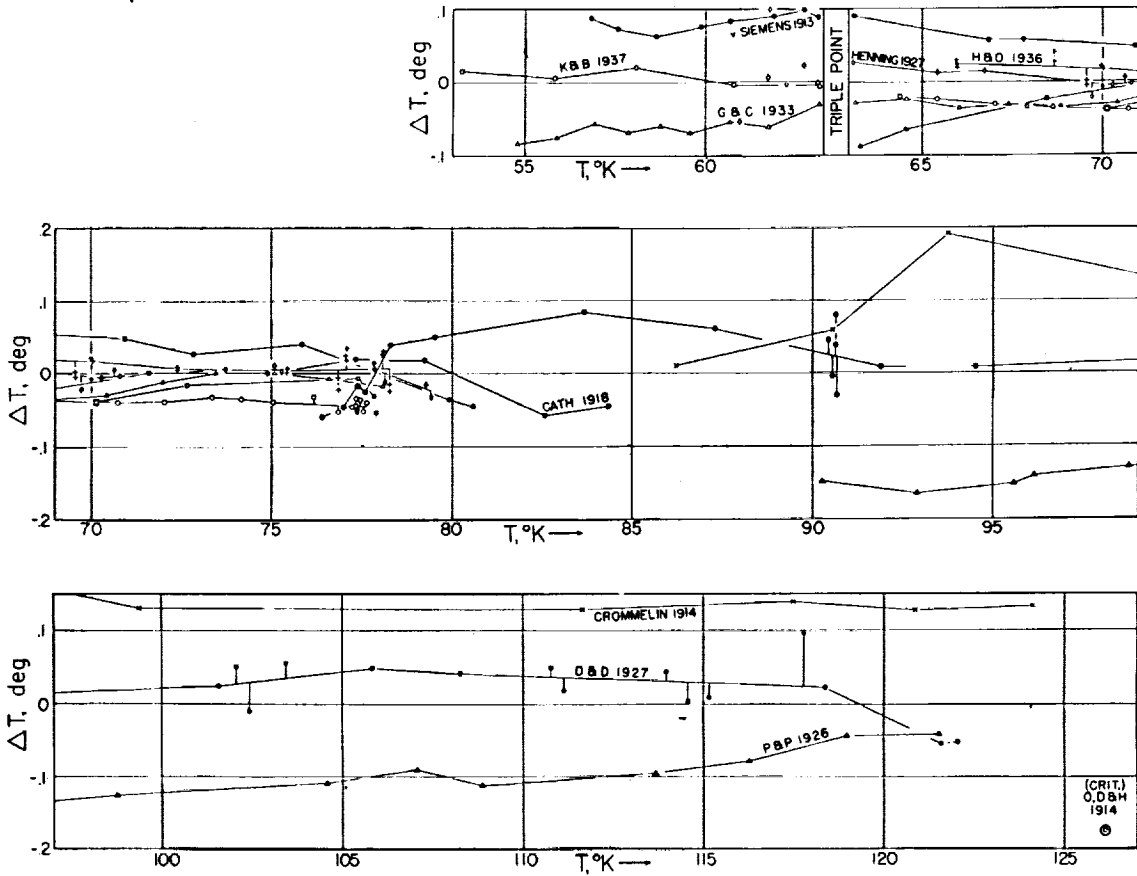 .1
0
-.1
ΔT, deg
K&B 1937
SIEMENS 1913
G & C 1933
TRIPLE POINT
HENNING 1927
H&O 1936
55
60
65
70
T, °K →
.2
.1
0
-.1
-.2
ΔT, deg
CATH 1918
70
75
80
85
90
95
T, °K →
.1
0
-.1
-.2
ΔT, deg
CROMMELIN 1914
D&D 1927
P&P 1926
(CRIT.)
O, D&H
1914
100
105
110
115
120
125
T, °K →